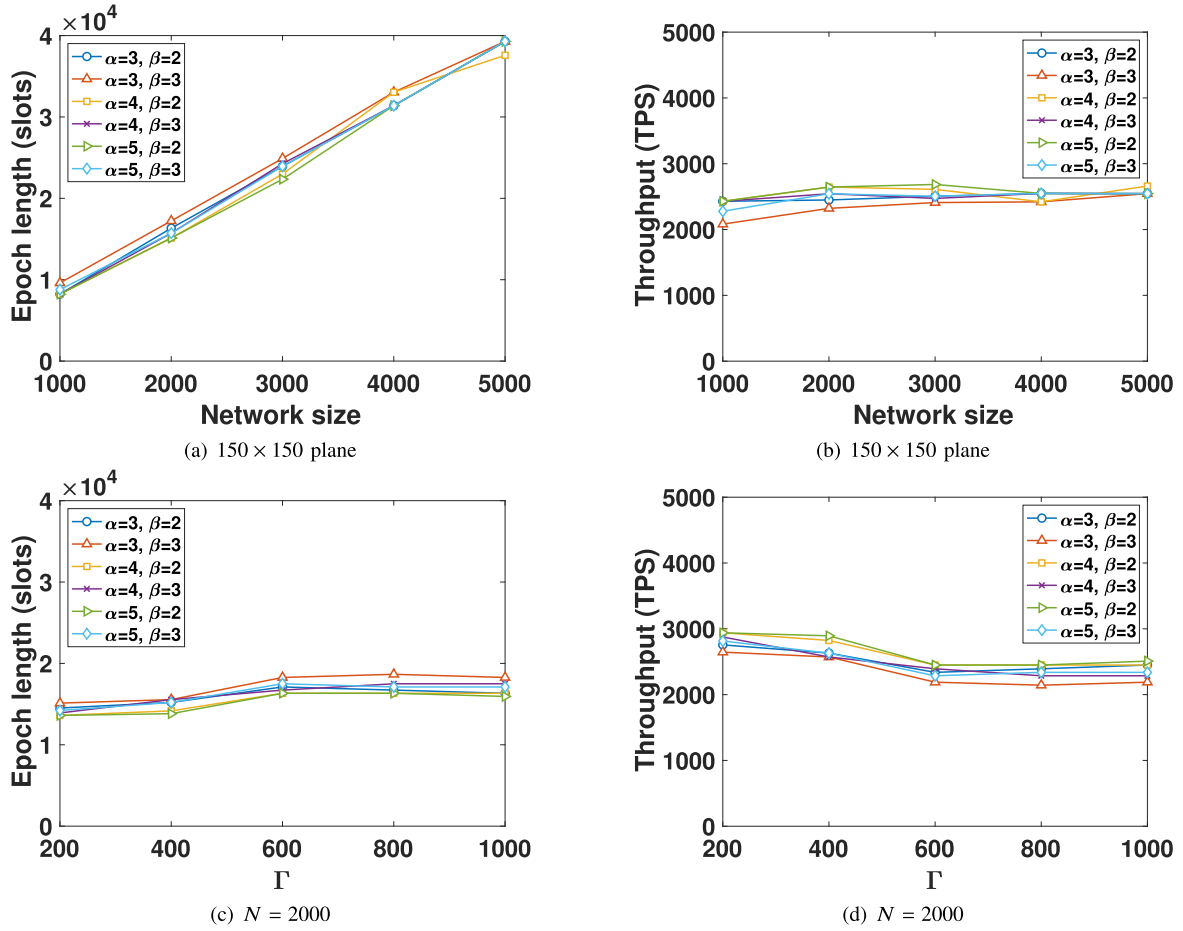 ×10⁴
Epoch length (slots)
4
3
2
1
0
α=3, β=2
α=3, β=3
α=4, β=2
α=4, β=3
α=5, β=2
α=5, β=3
1000 2000 3000 4000 5000
Network size
(a) 150 × 150 plane
Throughput (TPS)
5000
4000
3000
2000
1000
0
α=3, β=2
α=3, β=3
α=4, β=2
α=4, β=3
α=5, β=2
α=5, β=3
1000 2000 3000 4000 5000
Network size
(b) 150 × 150 plane
×10⁴
Epoch length (slots)
4
3
2
1
0
α=3, β=2
α=3, β=3
α=4, β=2
α=4, β=3
α=5, β=2
α=5, β=3
200 400 600 800 1000
Γ
(c) N = 2000
Throughput (TPS)
5000
4000
3000
2000
1000
0
α=3, β=2
α=3, β=3
α=4, β=2
α=4, β=3
α=5, β=2
α=5, β=3
200 400 600 800 1000
Γ
(d) N = 2000